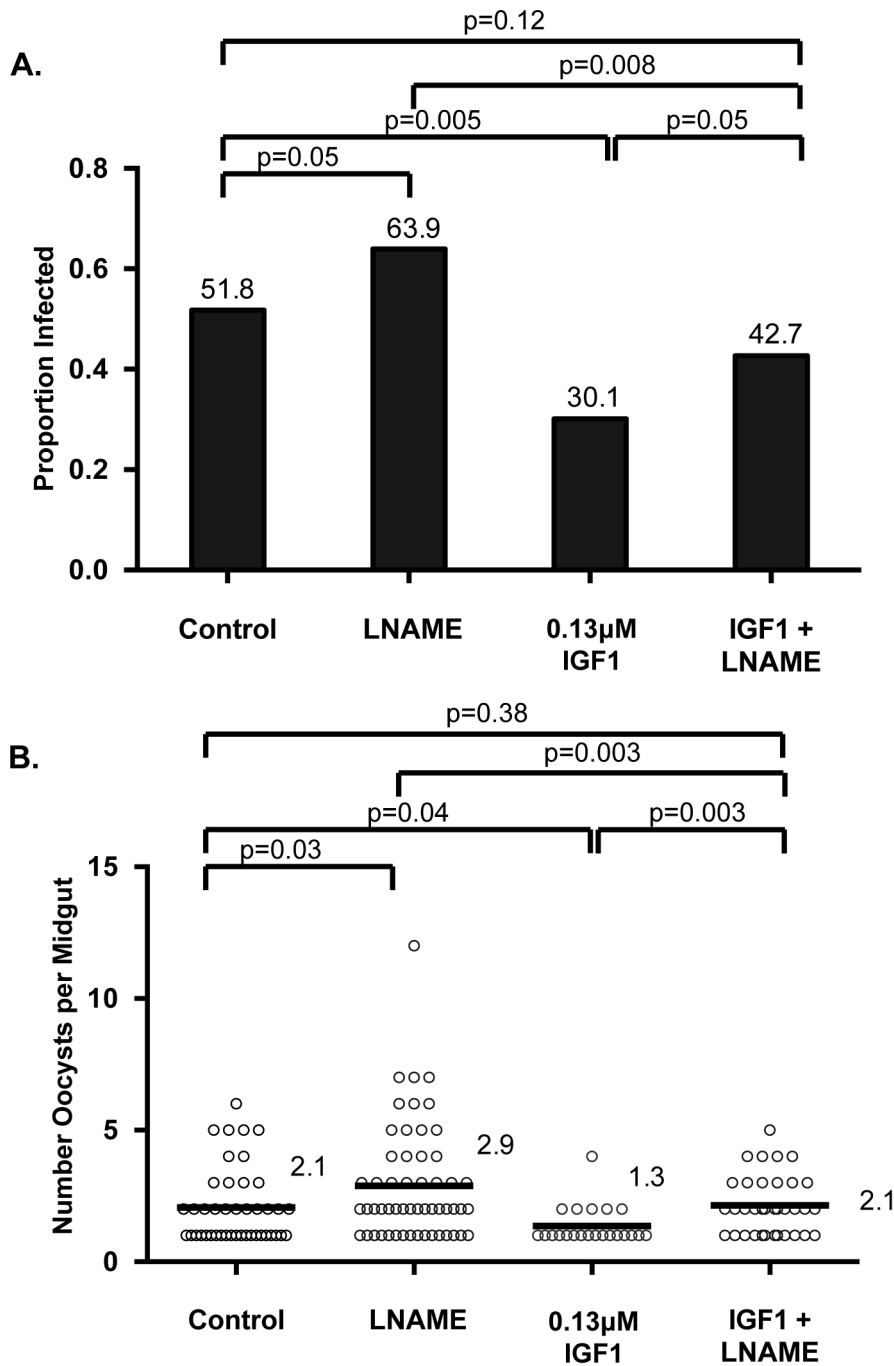 p=0.12
A.
p=0.008
p=0.005
p=0.05
p=0.05
0.8
63.9
0.6
51.8
42.7
0.4
30.1
0.2
0.0
Proportion Infected
Control
LNAME
0.13µM
IGF1
IGF1 +
LNAME
p=0.38
B.
p=0.003
p=0.04
p=0.003
p=0.03
15
10
5
2.9
2.1
1.3
2.1
0
Number Oocysts per Midgut
Control
LNAME
0.13µM
IGF1
IGF1 +
LNAME